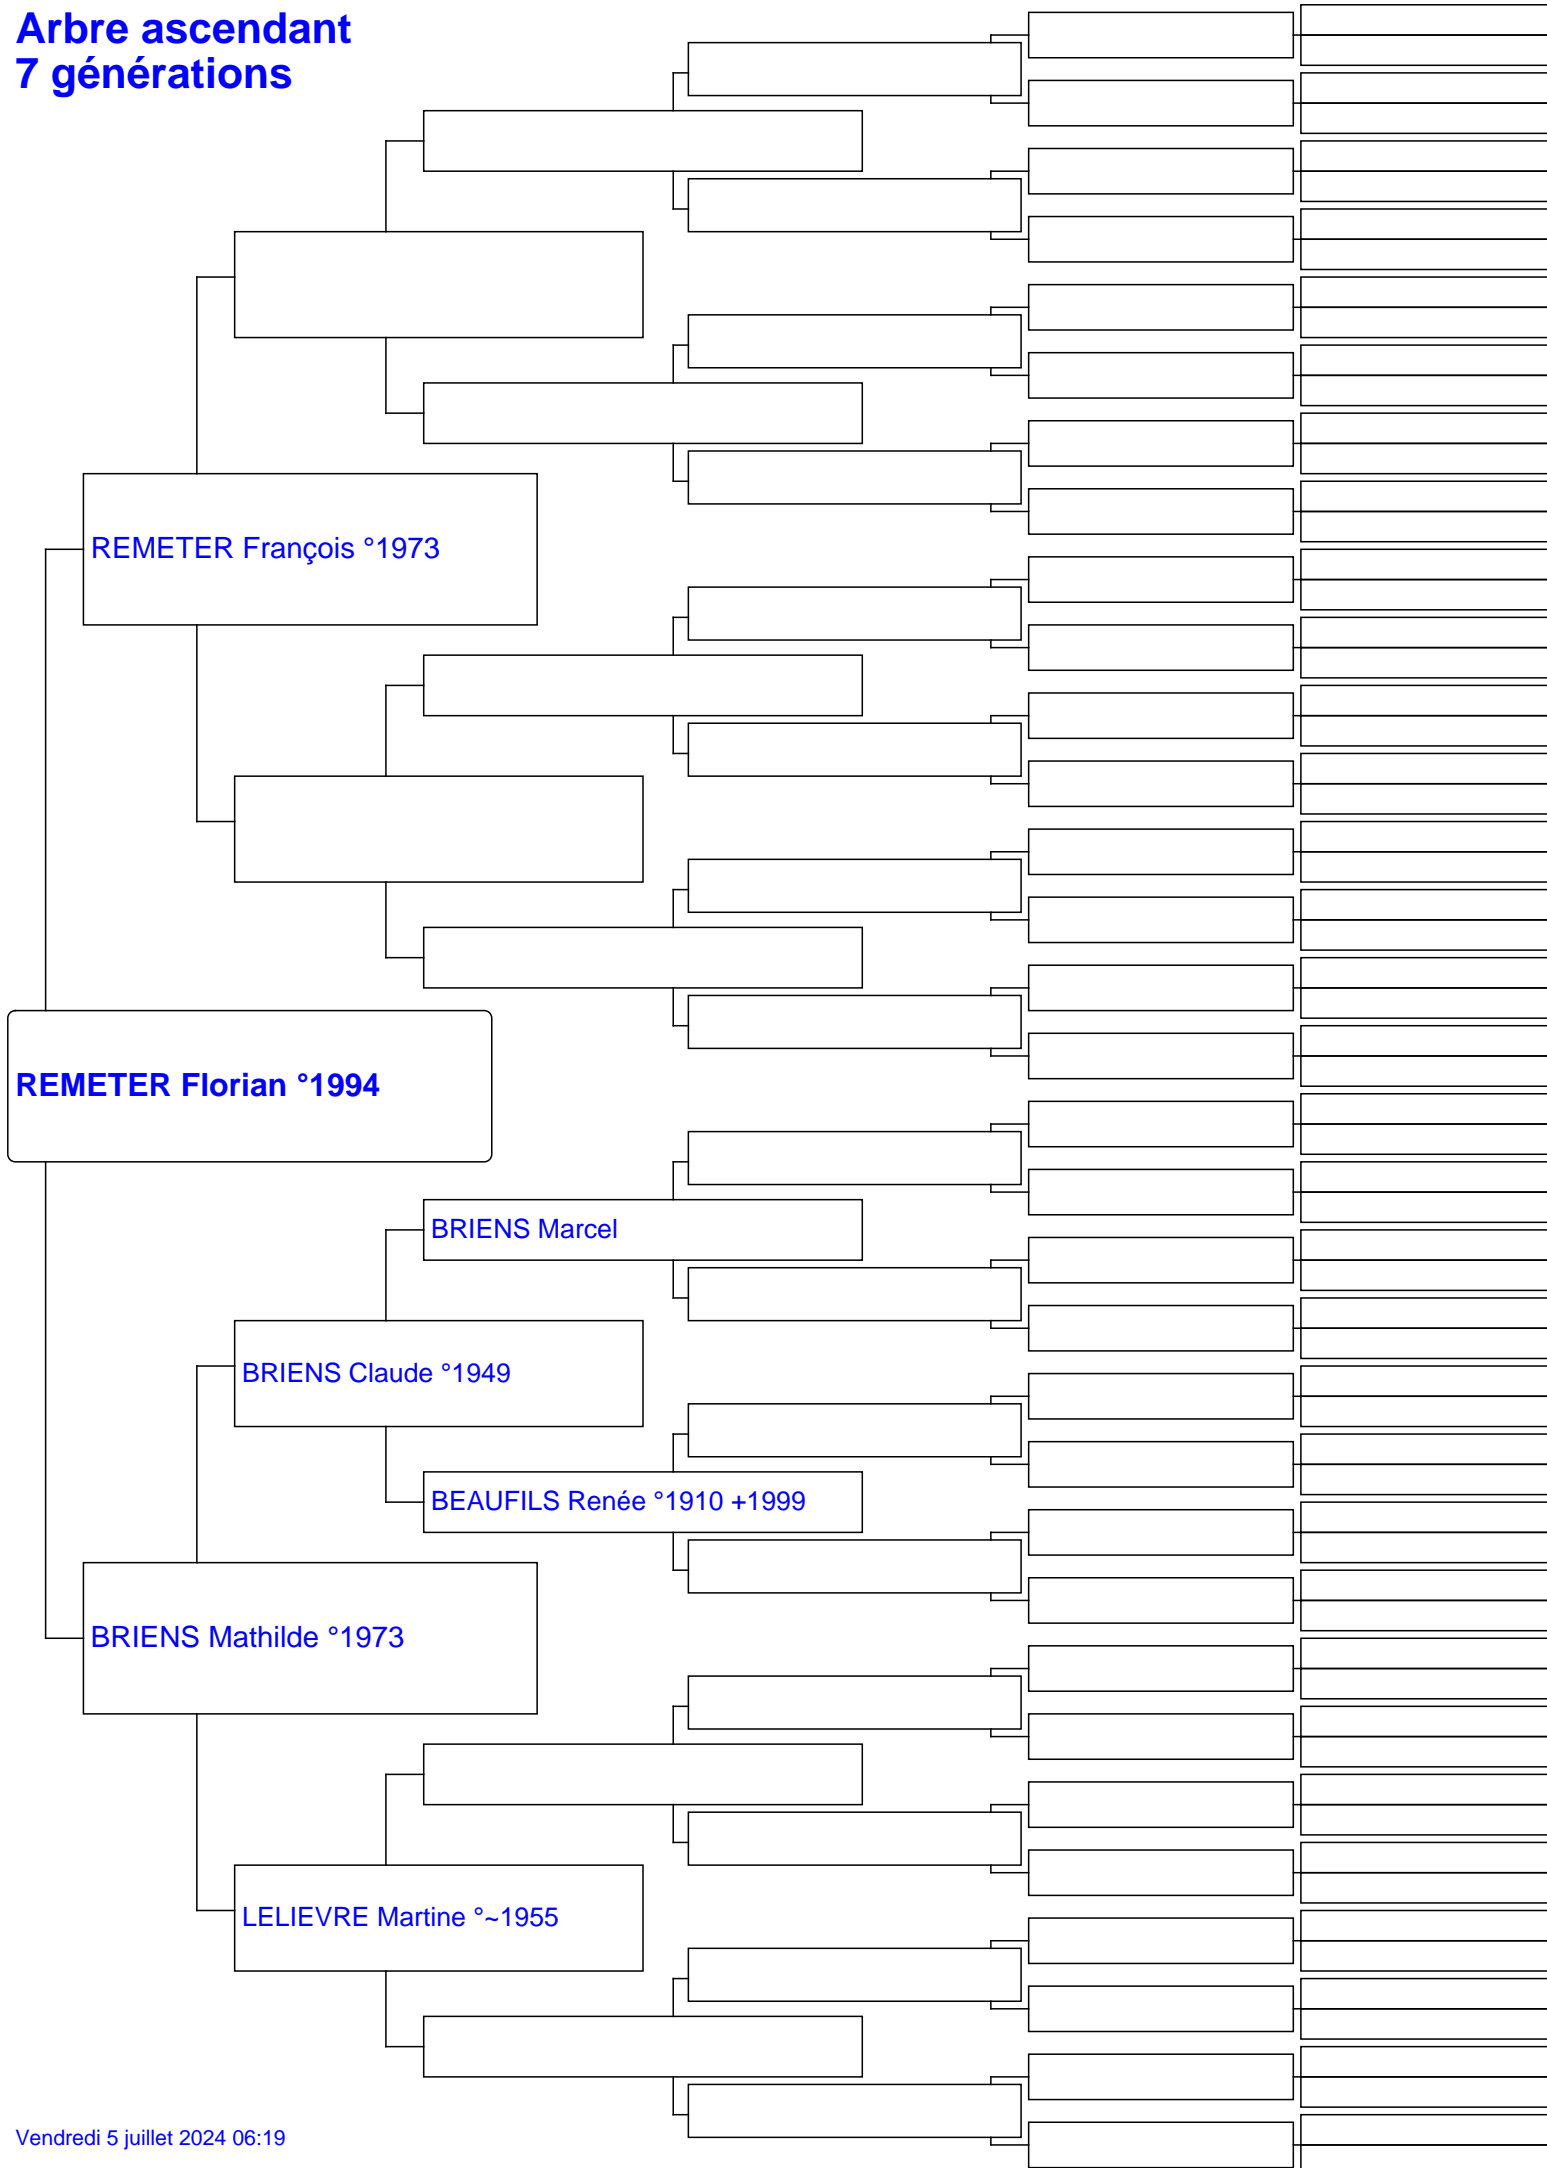 Arbre ascendant
7 générations
REMETER François °1973
REMETER Florian °1994
BRIENS Marcel
BRIENS Claude °1949
BEAUFILS Renée °1910 +1999
BRIENS Mathilde °1973
LELIEVRE Martine °~1955
Vendredi 5 juillet 2024 06:19